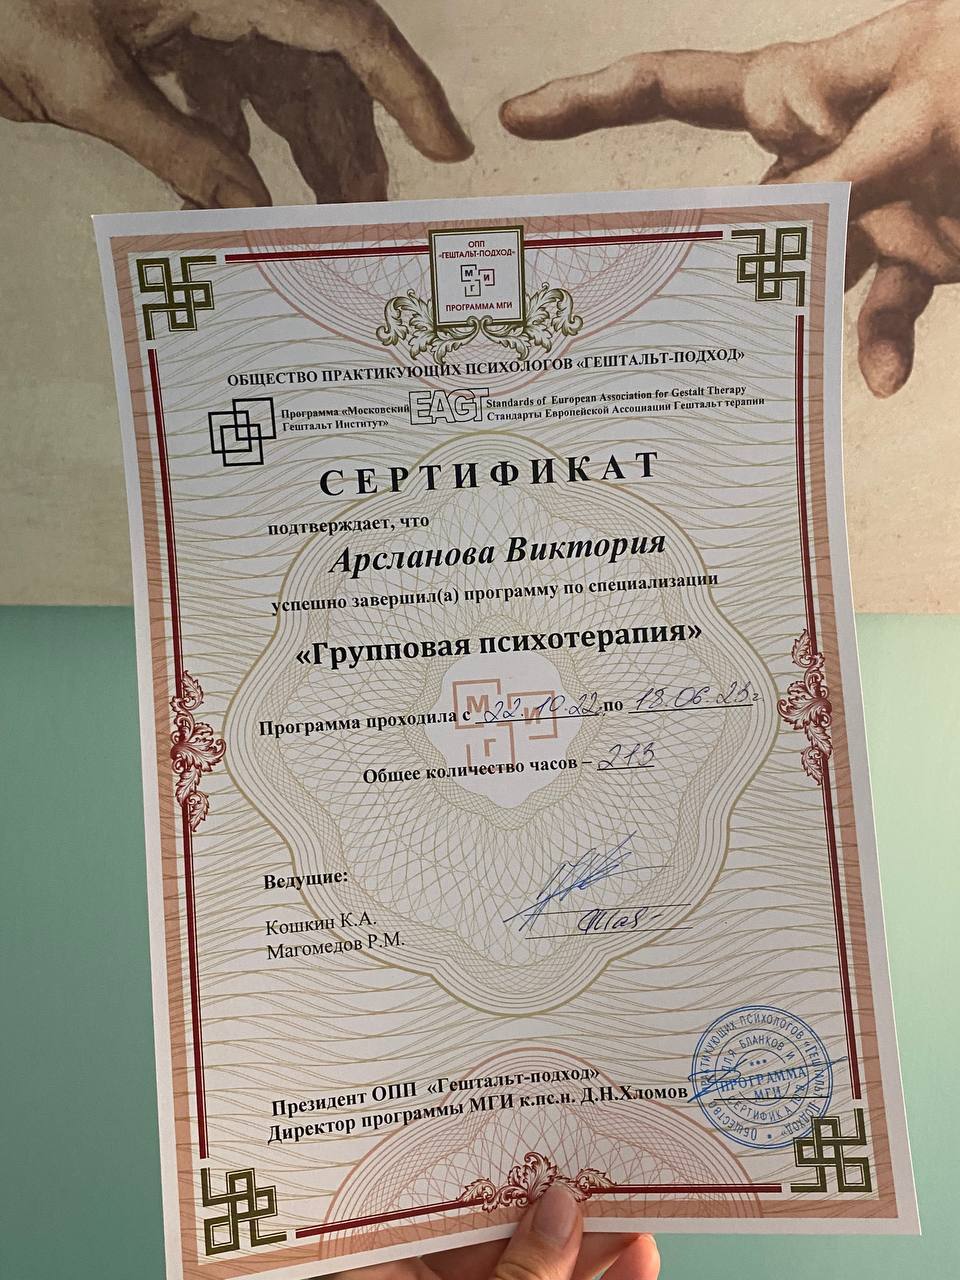 ОПП
«ГЕШТАЛЬТ-ПОДХОД»
М
И
Г
ПРОГРАММА МГИ
ОБЩЕСТВО ПРАКТИКУЮЩИХ ПСИХОЛОГОВ «ГЕШТАЛЬТ-ПОДХОД»
Программа «Московский
Гештальт Институт»
EAGT
Standards of European Association for Gestalt Therapy
Стандарты Европейской Ассоциации Гештальт терапии
СЕРТИФИКАТ
подтверждает, что
Арсланова Виктория
успешно завершил(а) программу по специализации
«Групповая психотерапия»
М
И
Г
Программа проходила с 22.10.22 по 18.06.23г.
Общее количество часов – 213
Ведущие:
Кошкин К.А.
Магомедов Р.М.
Президент ОПП «Гештальт-подход»
Директор программы МГИ к.пс.н. Д.Н.Хломов
ОБЩЕСТВО ПРАКТИКУЮЩИХ ПСИХОЛОГОВ «ГЕШТАЛЬТ-ПОДХОД»
ДЛЯ БЛАНКОВ И
ПРОГРАММА
МГИ